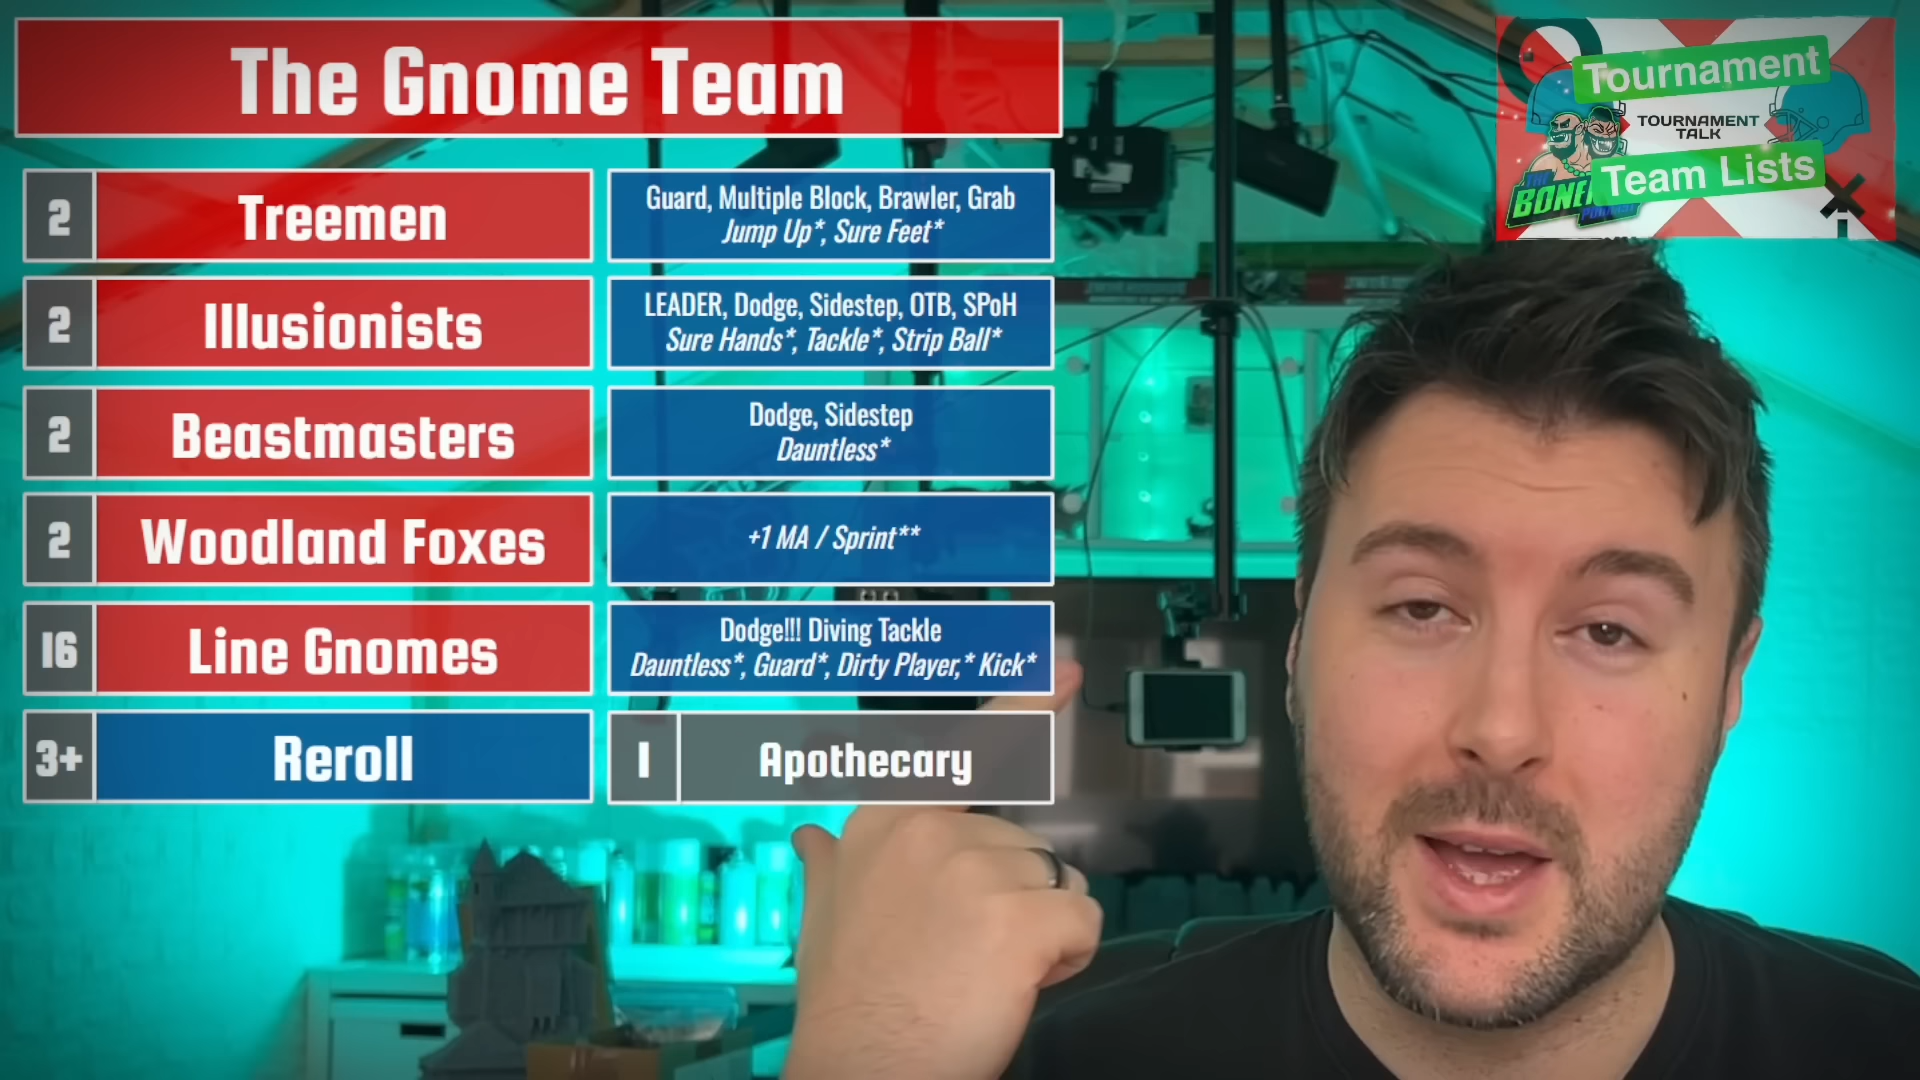 The Gnome Team
2
Treemen
Guard, Multiple Block, Brawler, Grab
Jump Up*, Sure Feet*
2
Illusionists
LEADER, Dodge, Sidestep, OTB, SPoH
Sure Hands*, Tackle*, Strip Ball*
2
Beastmasters
Dodge, Sidestep
Dauntless*
2
Woodland Foxes
+1 MA / Sprint**
16
Line Gnomes
Dodge!!! Diving Tackle
Dauntless*, Guard*, Dirty Player,* Kick*
3+
Reroll
1
Apothecary
Tournament
TOURNAMENT
TALK
Team Lists
THE